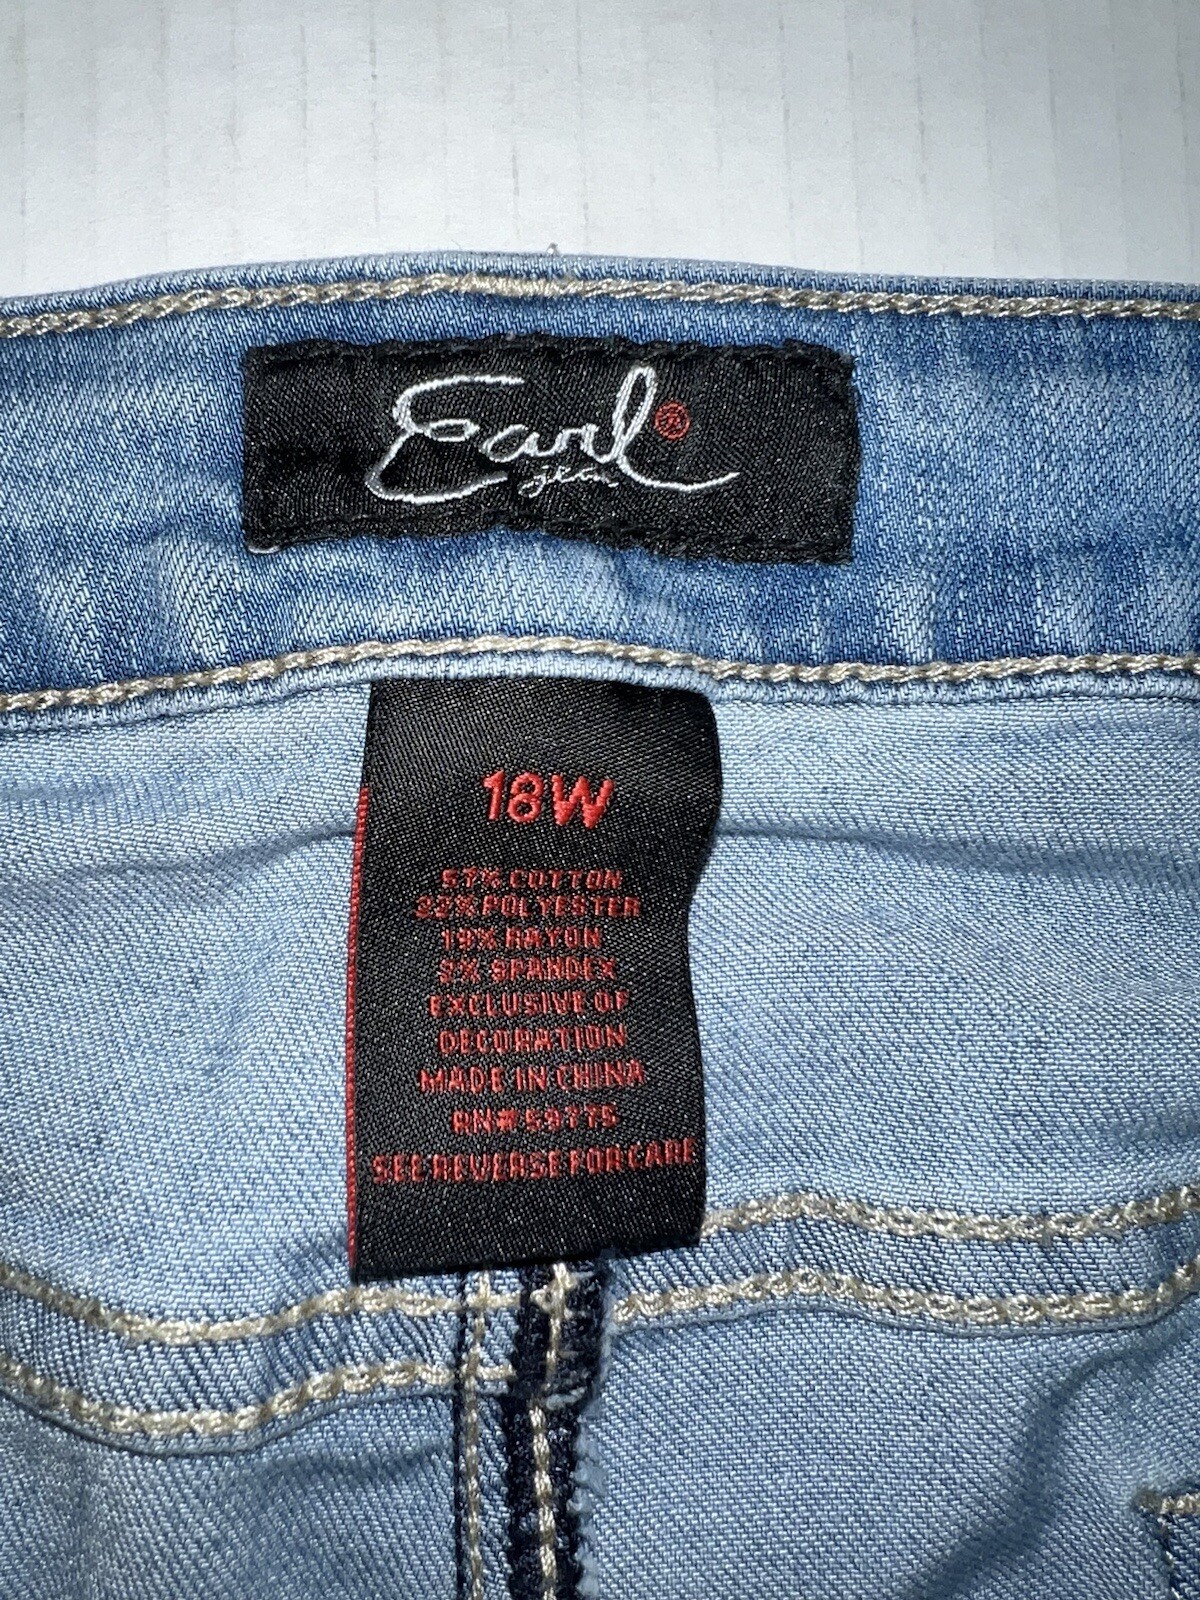 Earl®
jean
18W
57% COTTON
22% POLYESTER
19% RAYON
2% SPANDEX
EXCLUSIVE OF
DECORATION
MADE IN CHINA
RN# 59775
SEE REVERSE FOR CARE